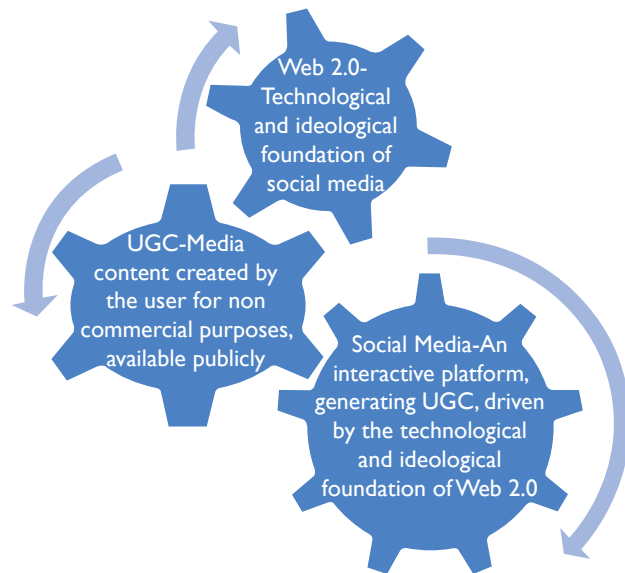 Web 2.0-
Technological
and ideological
foundation of
social media
UGC-Media
content created by
the user for non
commercial purposes,
available publicly
Social Media-An
interactive platform,
generating UGC, driven
by the technological
and ideological
foundation of Web 2.0